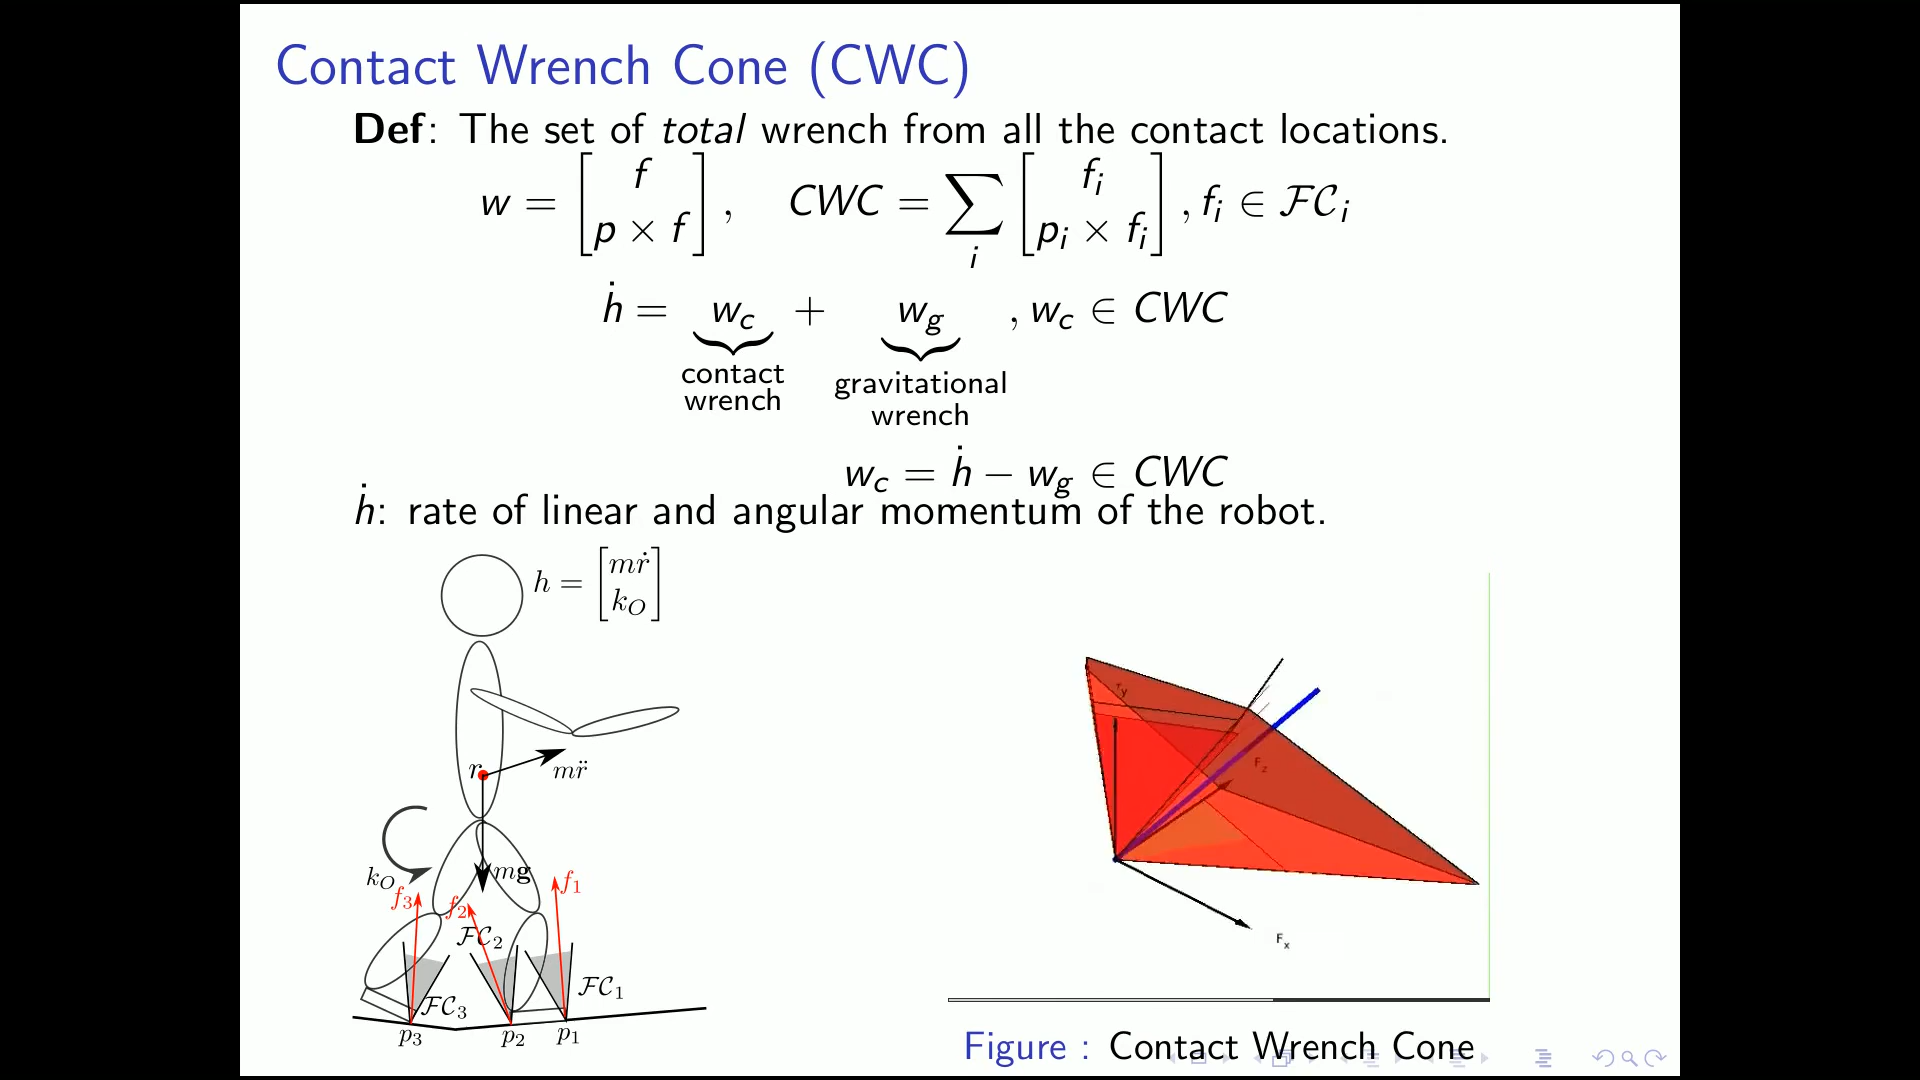 Contact Wrench Cone (CWC)
Def: The set of total wrench from all the contact locations.
w = [ f ; p × f ], CWC = ∑_i [ f_i ; p_i × f_i ], f_i ∈ 𝓕𝓒_i
ḣ = w_c + w_g , w_c ∈ CWC
contact wrench
gravitational wrench
w_c = ḣ − w_g ∈ CWC
ḣ: rate of linear and angular momentum of the robot.
h = [ mṙ ; k_O ]
r
mr̈
k_O
mg
f_3
f_2
f_1
𝓕𝓒_2
𝓕𝓒_3
𝓕𝓒_1
p_3
p_2
p_1
F_z
F_x
Figure : Contact Wrench Cone